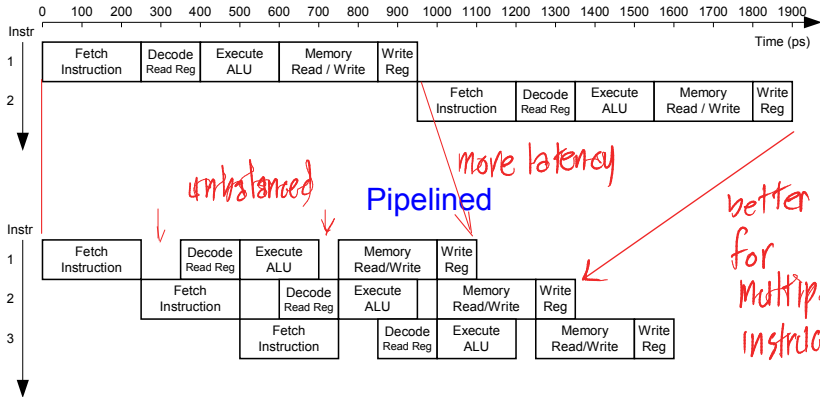 0 100 200 300 400 500 600 700 800 900 1000 1100 1200 1300 1400 1500 1600 1700 1800 1900
Instr
Time (ps)
1
Fetch
Instruction
Decode
Read Reg
Execute
ALU
Memory
Read / Write
Write
Reg
2
Fetch
Instruction
Decode
Read Reg
Execute
ALU
Memory
Read / Write
Write
Reg
unbalanced
more latency
Pipelined
better
for
Instr
1
Fetch
Instruction
Decode
Read Reg
Execute
ALU
Memory
Read/Write
Write
Reg
2
Fetch
Instruction
Decode
Read Reg
Execute
ALU
Memory
Read/Write
Write
Reg
3
Fetch
Instruction
Decode
Read Reg
Execute
ALU
Memory
Read/Write
Write
Reg